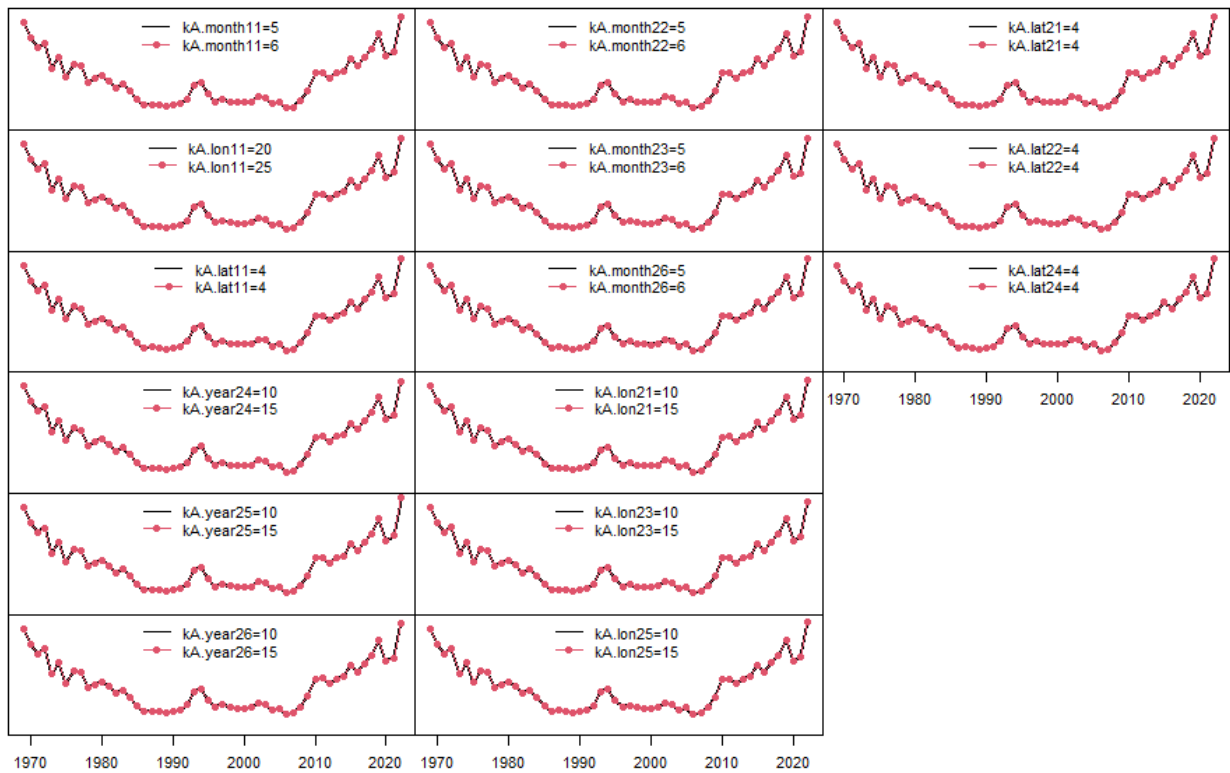 kA.month11=5
kA.month11=6
kA.month22=5
kA.month22=6
kA.lat21=4
kA.lat21=4
kA.lon11=20
kA.lon11=25
kA.month23=5
kA.month23=6
kA.lat22=4
kA.lat22=4
kA.lat11=4
kA.lat11=4
kA.month26=5
kA.month26=6
kA.lat24=4
kA.lat24=4
kA.year24=10
kA.year24=15
kA.lon21=10
kA.lon21=15
1970 1980 1990 2000 2010 2020
kA.year25=10
kA.year25=15
kA.lon23=10
kA.lon23=15
kA.year26=10
kA.year26=15
kA.lon25=10
kA.lon25=15
1970 1980 1990 2000 2010 2020
1970 1980 1990 2000 2010 2020